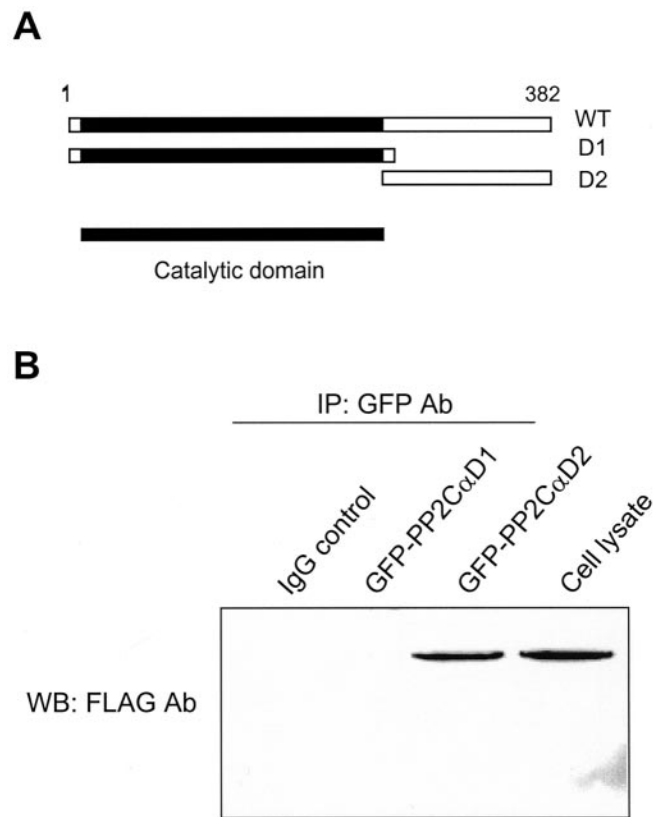 A
1 382
WT
D1
D2
Catalytic domain
B
IP: GFP Ab
IgG control
GFP-PP2CαD1
GFP-PP2CαD2
Cell lysate
WB: FLAG Ab